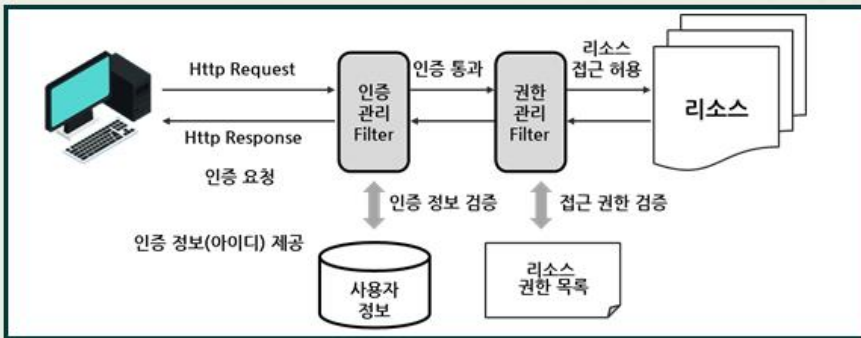 Http Request
Http Response
인증 요청
인증 정보(아이디) 제공
인증
관리
Filter
인증 통과
인증 정보 검증
사용자
정보
권한
관리
Filter
리소스
접근 허용
접근 권한 검증
리소스
권한 목록
리소스